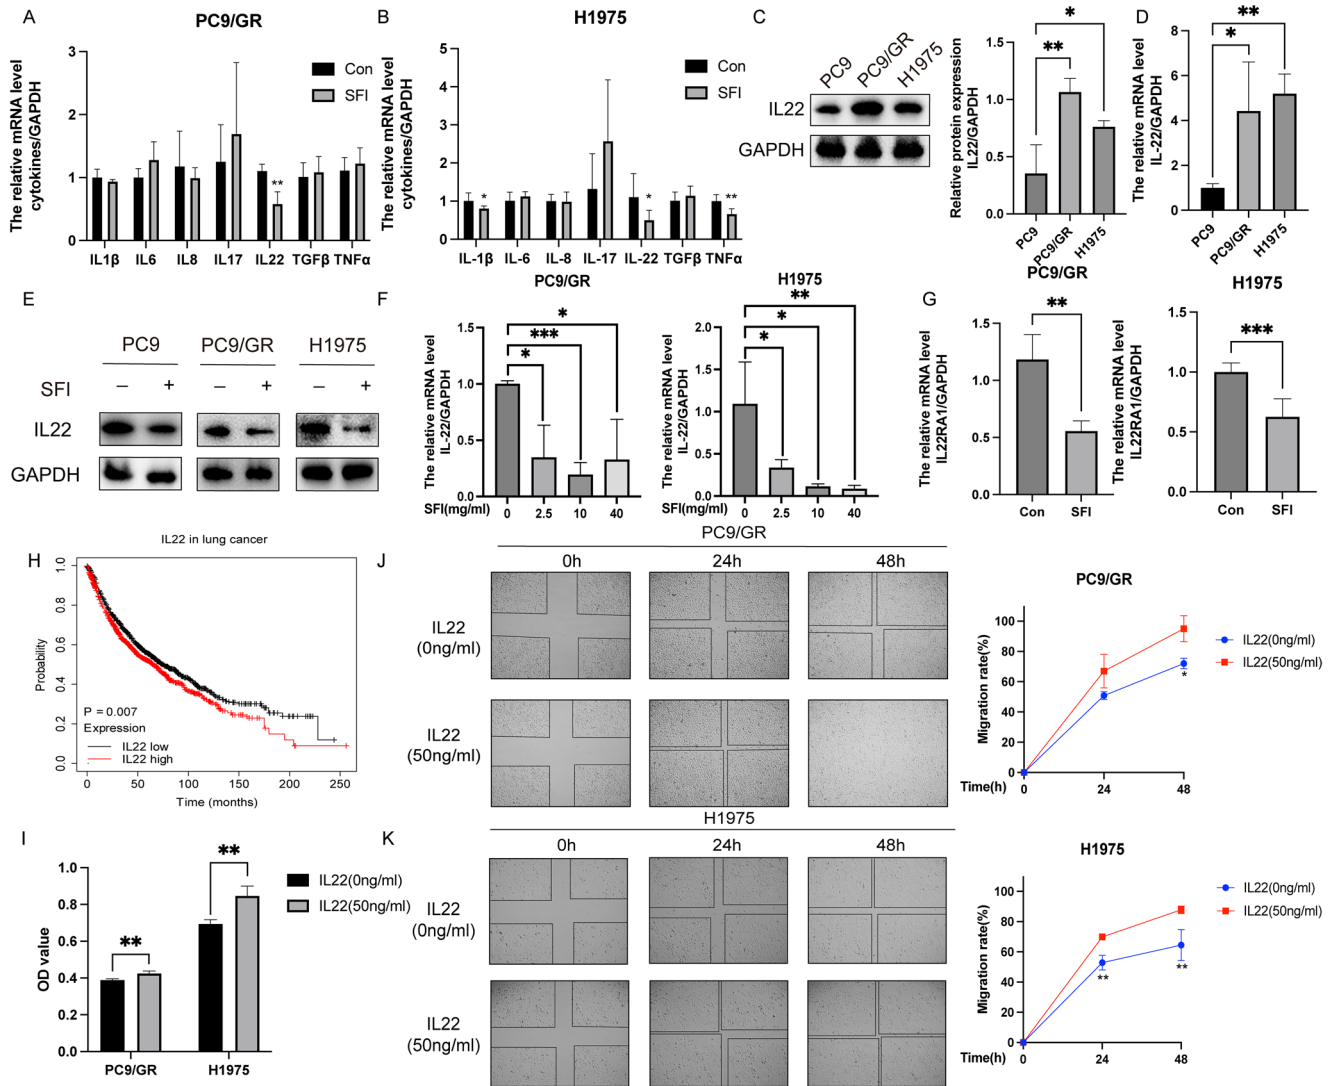 A
PC9/GR
The relative mRNA level
cytokines/GAPDH
3
2
1
0
Con
SFI
**
IL1β IL6 IL8 IL17 IL22 TGFβ TNFα
B
H1975
The relative mRNA level
cytokines/GAPDH
5
4
3
2
1
0
Con
SFI
* * **
IL-1β IL-6 IL-8 IL-17 IL-22 TGFβ TNFα
C
PC9 PC9/GR H1975
IL22
GAPDH
Relative protein expression
IL22/GAPDH
1.5
1.0
0.5
0.0
*
**
PC9 PC9/GR H1975
D
The relative mRNA level
IL-22/GAPDH
8
6
4
2
0
**
*
PC9 PC9/GR H1975
E
PC9 PC9/GR H1975
SFI − + − + − +
IL22
GAPDH
F
PC9/GR
The relative mRNA level
IL-22/GAPDH
1.5
1.0
0.5
0.0
*
***
*
SFI(mg/ml) 0 2.5 10 40
H1975
The relative mRNA level
IL-22/GAPDH
2.0
1.5
1.0
0.5
0.0
**
*
*
SFI(mg/ml) 0 2.5 10 40
G
PC9/GR
The relative mRNA level
IL22RA1/GAPDH
1.5
1.0
0.5
0.0
**
Con SFI
H1975
The relative mRNA level
IL22RA1/GAPDH
1.5
1.0
0.5
0.0
***
Con SFI
H
IL22 in lung cancer
Probability
1.0
0.8
0.6
0.4
0.2
0.0
P = 0.007
Expression
IL22 low
IL22 high
0 50 100 150 200 250
Time (months)
I
OD value
1.0
0.8
0.6
0.4
0.2
0.0
**
**
IL22(0ng/ml)
IL22(50ng/ml)
PC9/GR H1975
J
PC9/GR
0h 24h 48h
IL22
(0ng/ml)
IL22
(50ng/ml)
PC9/GR
Migration rate(%)
100
80
60
40
20
0
IL22(0ng/ml)
IL22(50ng/ml)
*
Time(h) 0 24 48
K
H1975
0h 24h 48h
IL22
(0ng/ml)
IL22
(50ng/ml)
H1975
Migration rate(%)
100
80
60
40
20
0
IL22(0ng/ml)
IL22(50ng/ml)
** **
Time(h) 0 24 48